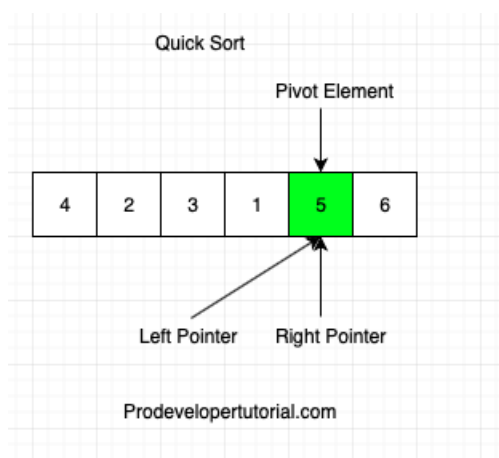 Quick Sort
Pivot Element
4 2 3 1 5 6
Left Pointer Right Pointer
Prodevelopertutorial.com